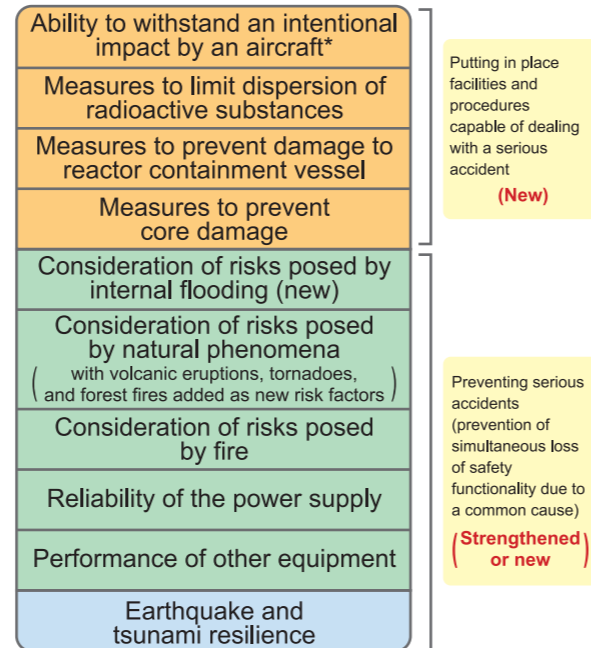 Ability to withstand an intentional
impact by an aircraft*
Measures to limit dispersion of
radioactive substances
Measures to prevent damage to
reactor containment vessel
Measures to prevent
core damage
Consideration of risks posed by
internal flooding (new)
Consideration of risks posed
by natural phenomena
(with volcanic eruptions, tornadoes,
and forest fires added as new risk factors)
Consideration of risks posed
by fire
Reliability of the power supply
Performance of other equipment
Earthquake and
tsunami resilience
Putting in place
facilities and
procedures
capable of dealing
with a serious
accident
(New)
Preventing serious
accidents
(prevention of
simultaneous loss
of safety
functionality due to
a common cause)
(Strengthened
or new)